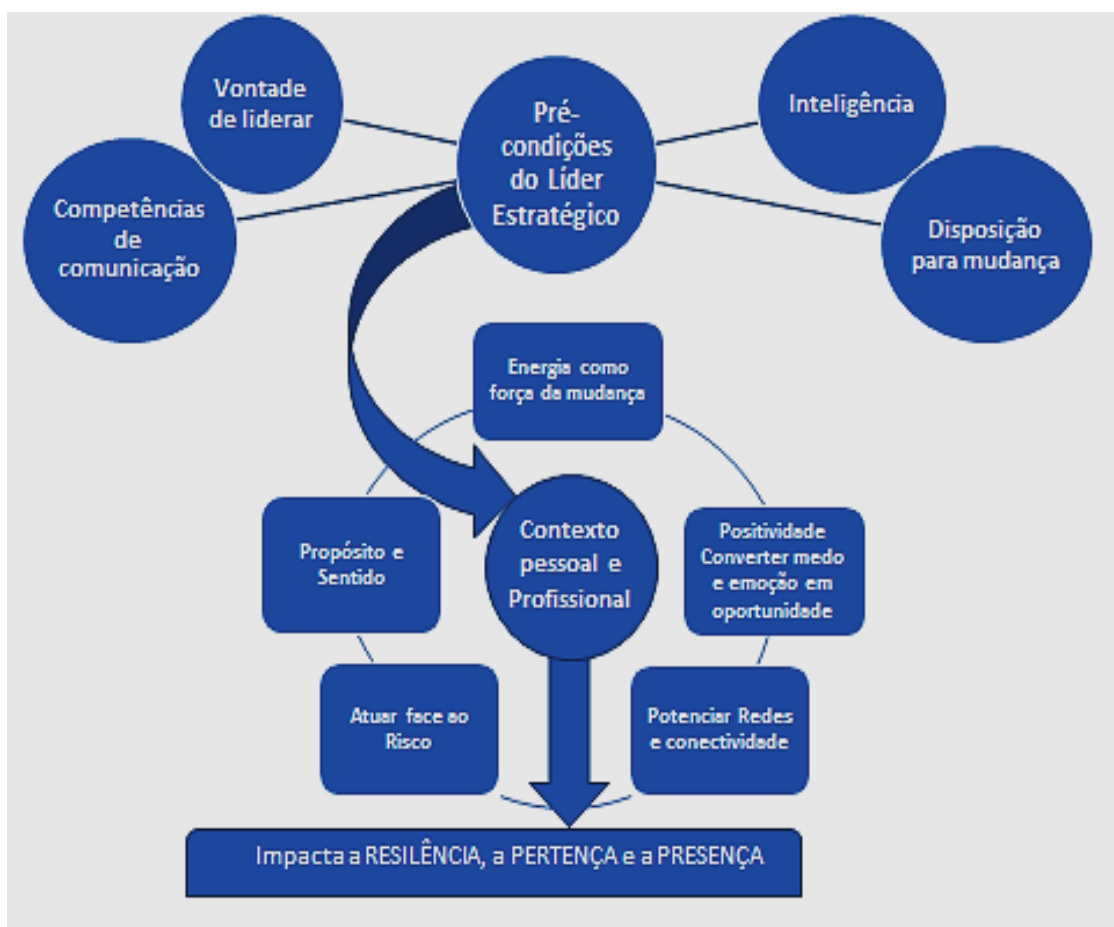 Vontade
de liderar
Competências
de
comunicação
Pré-
condições
do Líder
Estratégico
Inteligência
Disposição
para mudança
Energia como
força da mudança
Propósito e
Sentido
Contexto
pessoal e
Profissional
Positividade
Converter medo
e emoção em
oportunidade
Atuar face ao
Risco
Potenciar Redes
e conectividade
Impacta a RESILÊNCIA, a PERTENÇA e a PRESENÇA